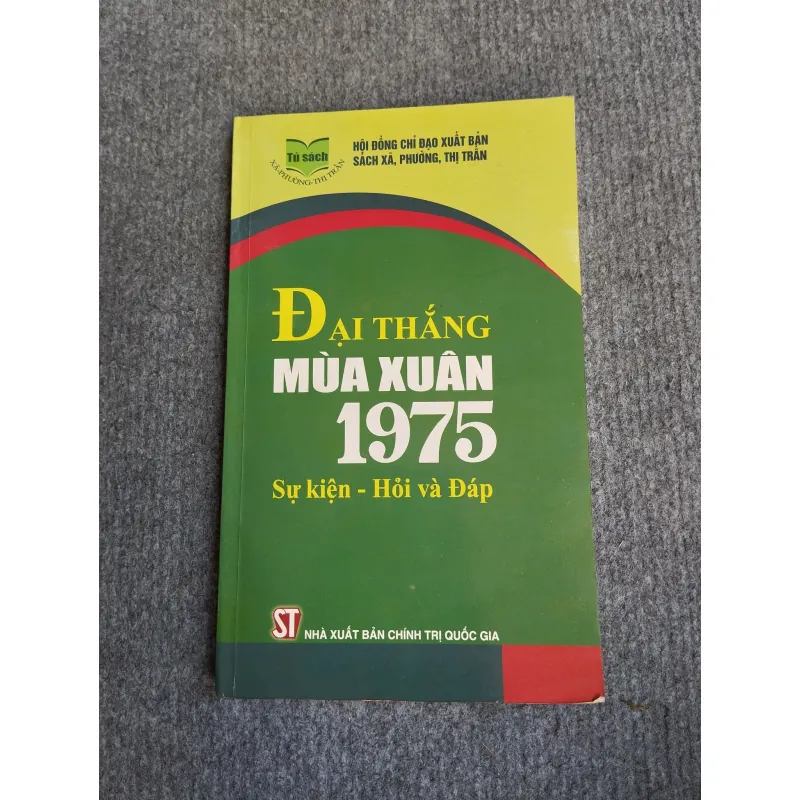 Tủ sách
XÃ-PHƯỜNG-THỊ TRẤN
HỘI ĐỒNG CHỈ ĐẠO XUẤT BẢN
SÁCH XÃ, PHƯỜNG, THỊ TRẤN
ĐẠI THẮNG
MÙA XUÂN
1975
Sự kiện - Hỏi và Đáp
ST NHÀ XUẤT BẢN CHÍNH TRỊ QUỐC GIA